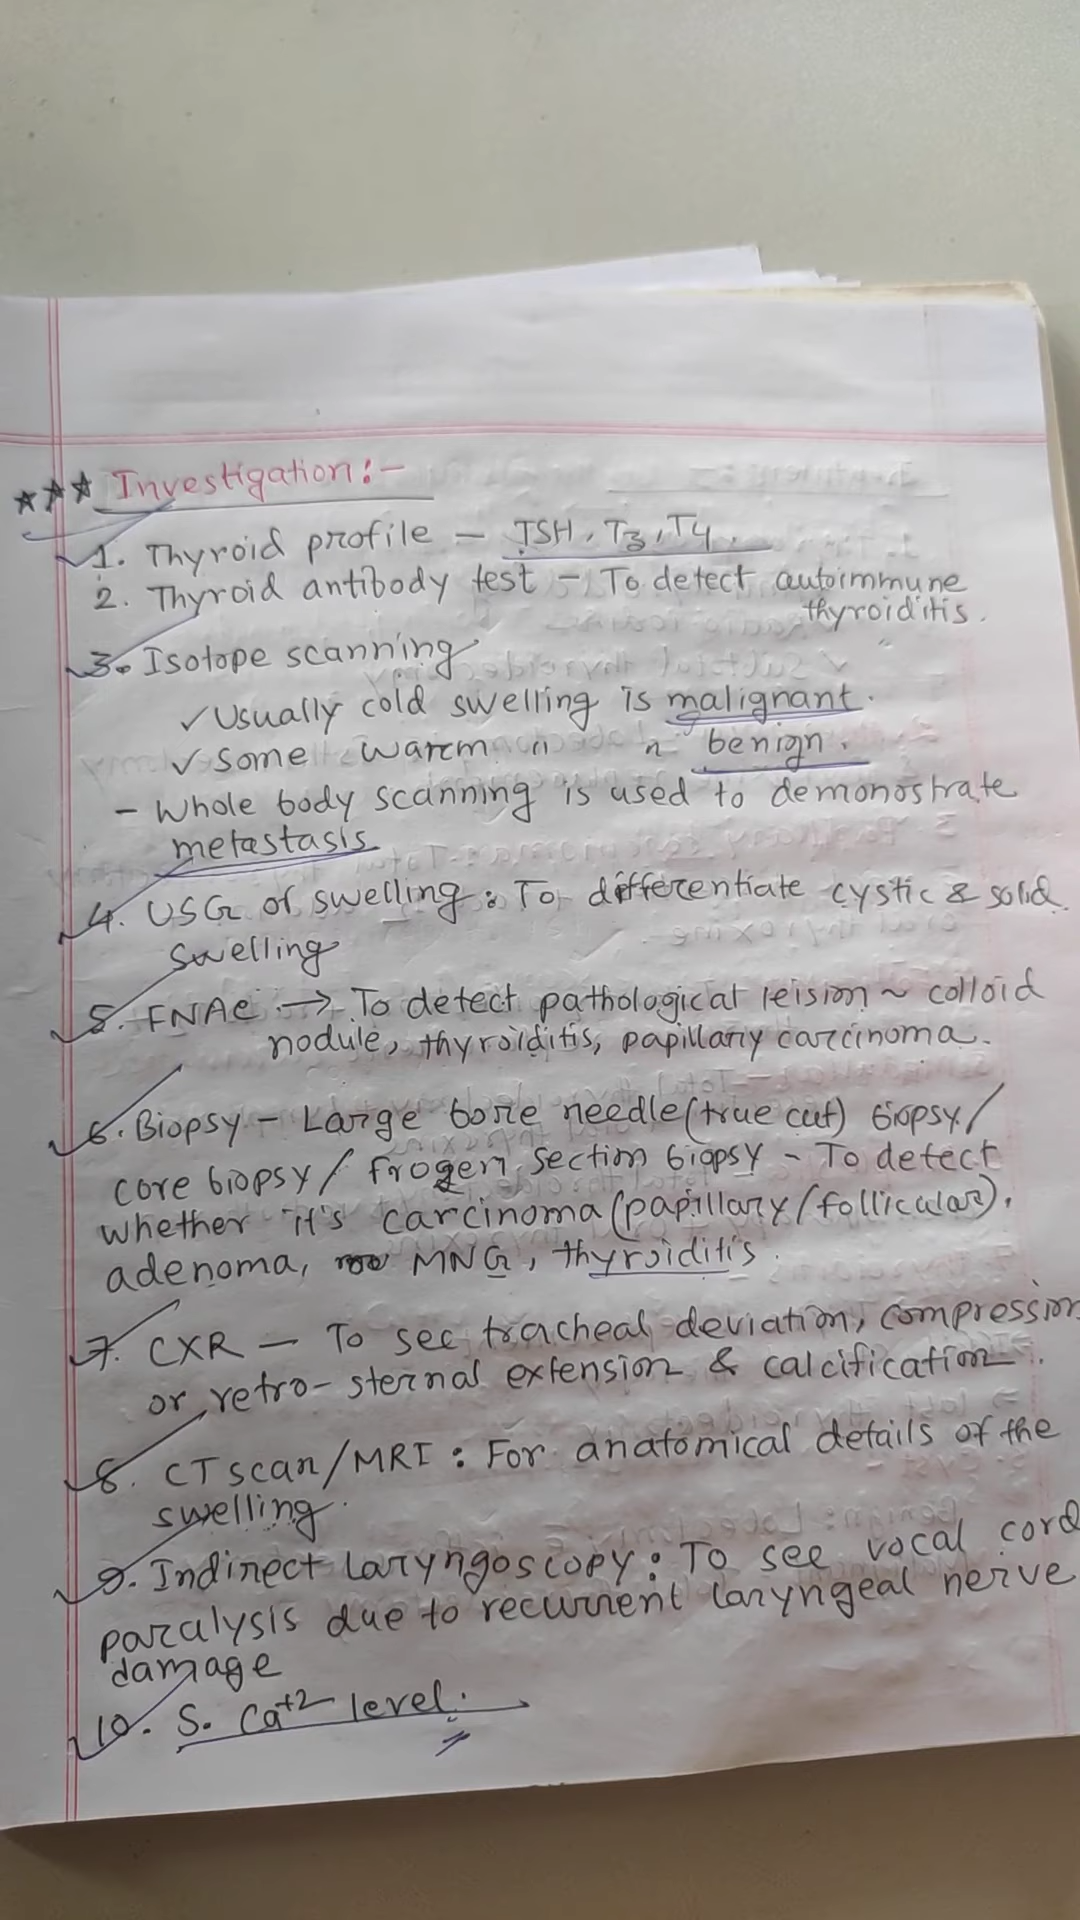 *** Investigation:-
1. Thyroid profile - TSH, T3, T4.
2. Thyroid antibody test - To detect autoimmune
thyroiditis.
3. Isotope scanning
✓ Usually cold swelling is malignant.
✓ Some warm " " benign.
- Whole body scanning is used to demonostrate
metastasis
4. USG of swelling: To differentiate cystic & solid
swelling
5. FNAC → To detect pathological leision ~ colloid
nodule, thyroiditis, papillary carcinoma.
6. Biopsy - Large bore needle (true cut) biopsy/
core biopsy/ frozen section biopsy - To detect
whether it's carcinoma (papillary/follicular),
adenoma, MNG, thyroiditis.
7. CXR - To see tracheal deviation, compression
or retro-sternal extension & calcification.
8. CT scan/MRI: For anatomical details of the
swelling.
9. Indirect laryngoscopy: To see vocal cord
paralysis due to recurrent laryngeal nerve
damage
10. S. Ca+2 level.